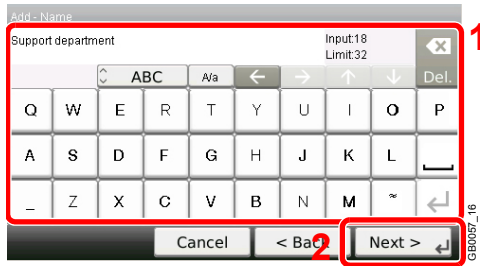 Add - Name
Support department
Input:18
Limit:32
1
ABC A/a ← → ↑ ↓ Del.
Q W E R T Y U I O P
A S D F G H J K L
_ Z X C V B N M ~
2
Cancel < Back Next >
GB0057_16